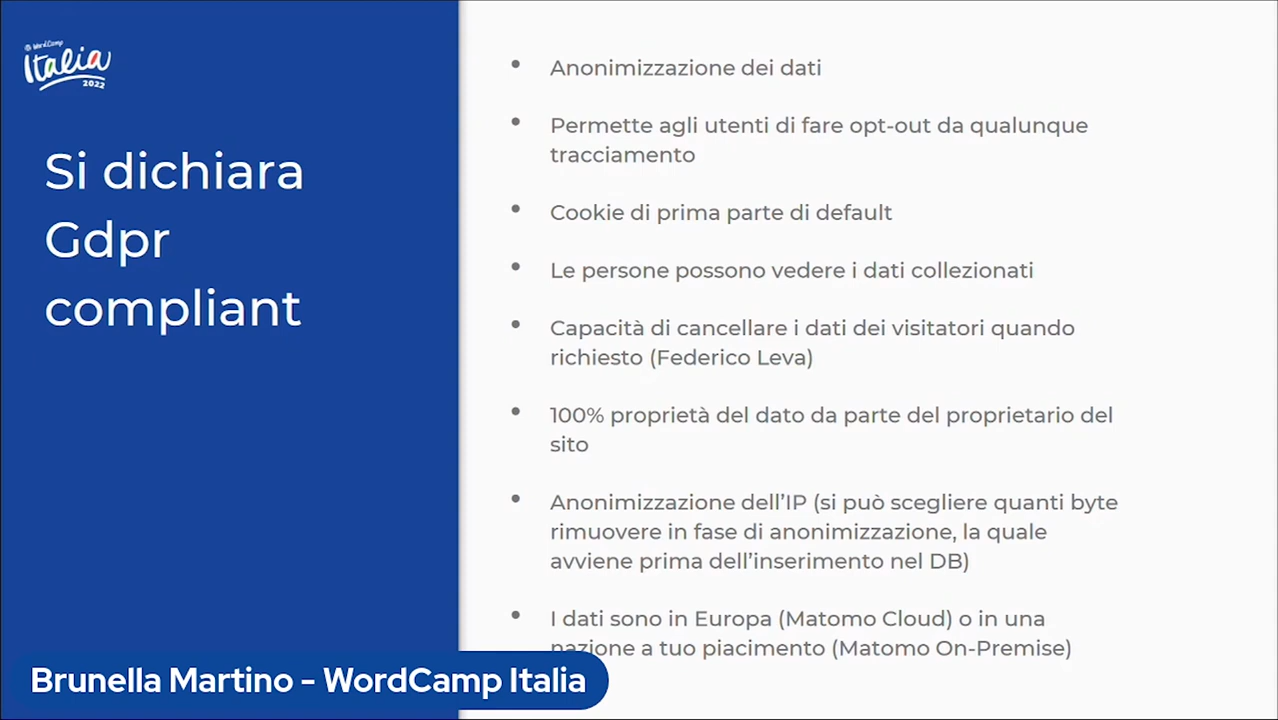 WordCamp
Italia
2022
Si dichiara
Gdpr
compliant
• Anonimizzazione dei dati
• Permette agli utenti di fare opt-out da qualunque
tracciamento
• Cookie di prima parte di default
• Le persone possono vedere i dati collezionati
• Capacità di cancellare i dati dei visitatori quando
richiesto (Federico Leva)
• 100% proprietà del dato da parte del proprietario del
sito
• Anonimizzazione dell’IP (si può scegliere quanti byte
rimuovere in fase di anonimizzazione, la quale
avviene prima dell’inserimento nel DB)
• I dati sono in Europa (Matomo Cloud) o in una
nazione a tuo piacimento (Matomo On-Premise)
Brunella Martino - WordCamp Italia